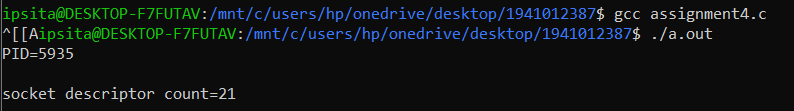 ipsita@DESKTOP-F7FUTAV:/mnt/c/users/hp/onedrive/desktop/1941012387$ gcc assignment4.c
^[[Aipsita@DESKTOP-F7FUTAV:/mnt/c/users/hp/onedrive/desktop/1941012387$ ./a.out
PID=5935
socket descriptor count=21